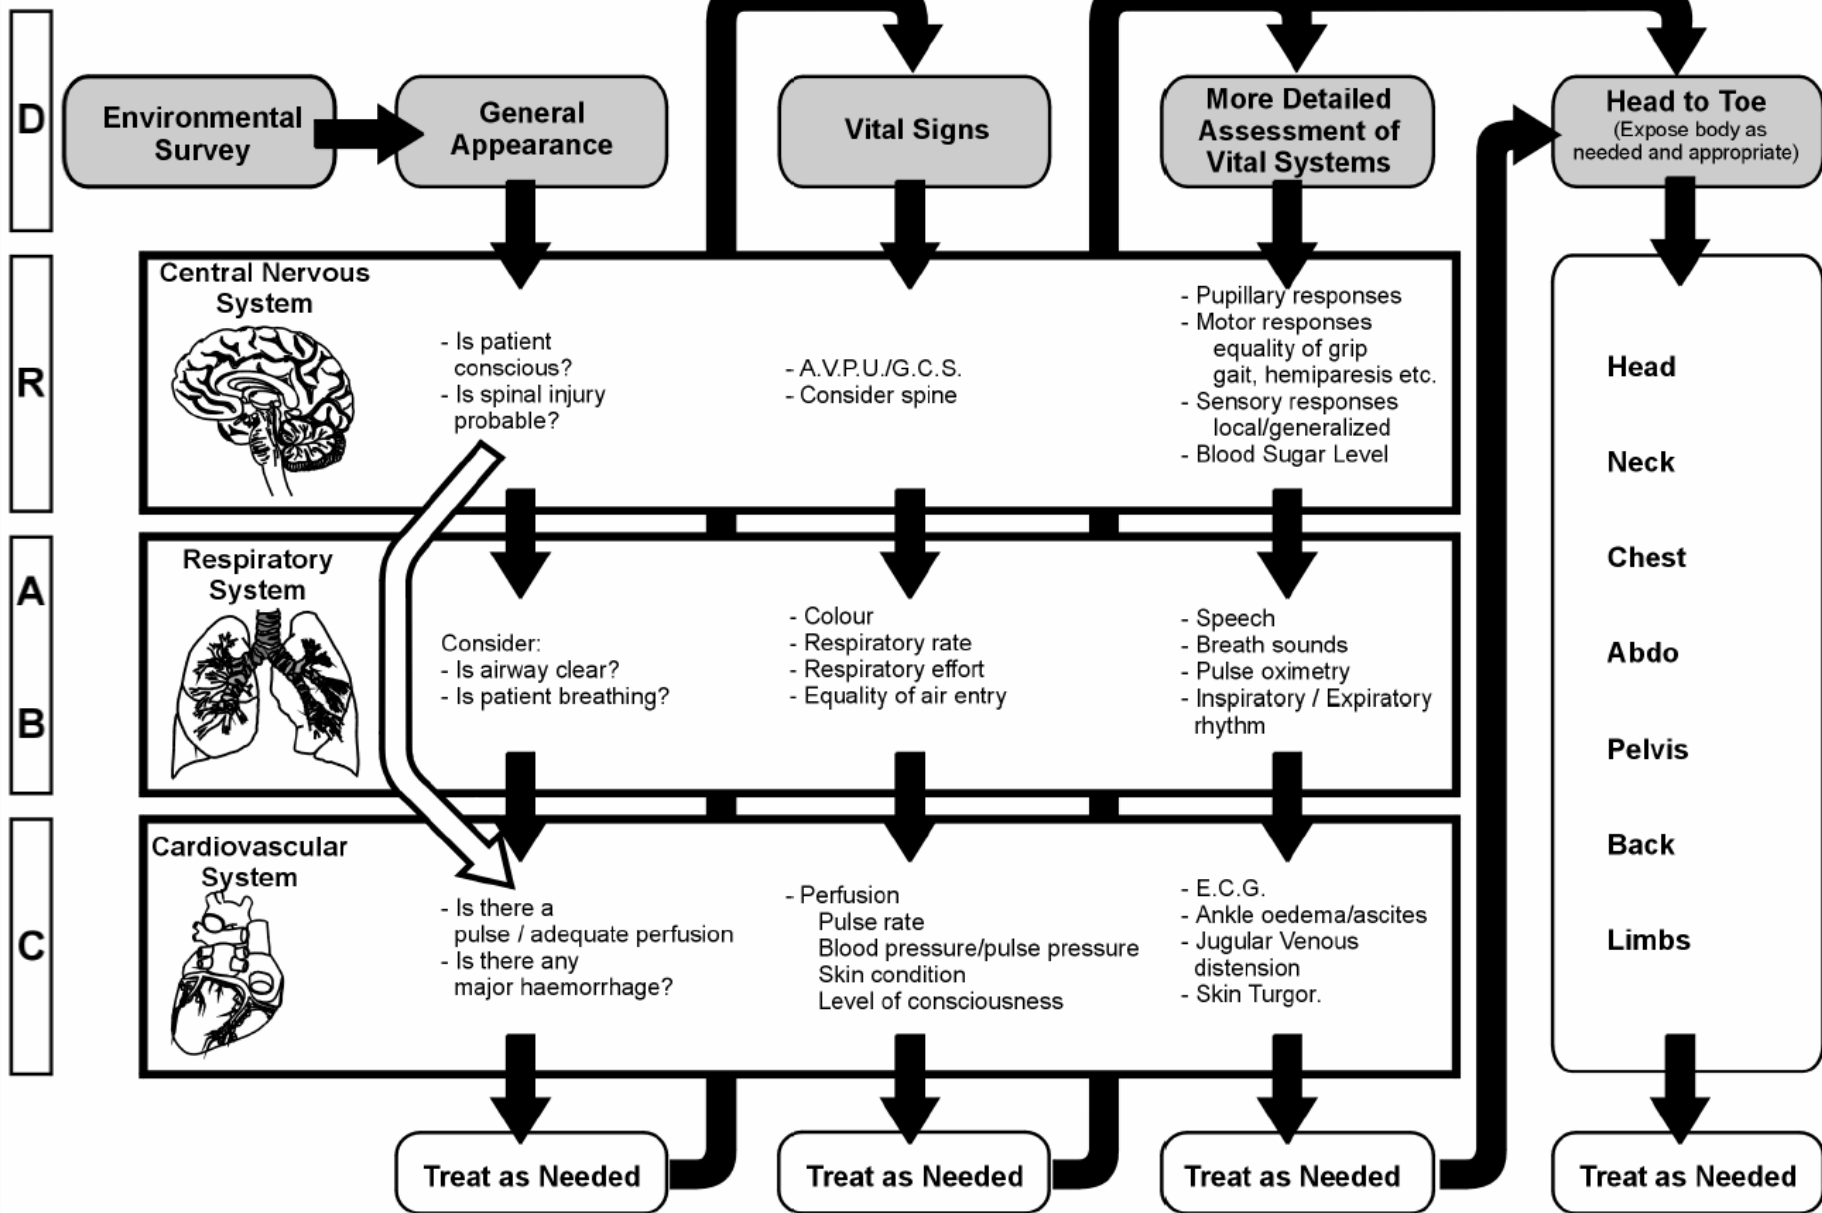 D
Environmental
Survey
General
Appearance
Vital Signs
More Detailed
Assessment of
Vital Systems
Head to Toe
(Expose body as
needed and appropriate)
R
Central Nervous
System
- Is patient
conscious?
- Is spinal injury
probable?
- A.V.P.U./G.C.S.
- Consider spine
- Pupillary responses
- Motor responses
equality of grip
gait, hemiparesis etc.
- Sensory responses
local/generalized
- Blood Sugar Level
A
B
Respiratory
System
Consider:
- Is airway clear?
- Is patient breathing?
- Colour
- Respiratory rate
- Respiratory effort
- Equality of air entry
- Speech
- Breath sounds
- Pulse oximetry
- Inspiratory / Expiratory
rhythm
C
Cardiovascular
System
- Is there a
pulse / adequate perfusion
- Is there any
major haemorrhage?
- Perfusion
Pulse rate
Blood pressure/pulse pressure
Skin condition
Level of consciousness
- E.C.G.
- Ankle oedema/ascites
- Jugular Venous
distension
- Skin Turgor.
Head
Neck
Chest
Abdo
Pelvis
Back
Limbs
Treat as Needed
Treat as Needed
Treat as Needed
Treat as Needed